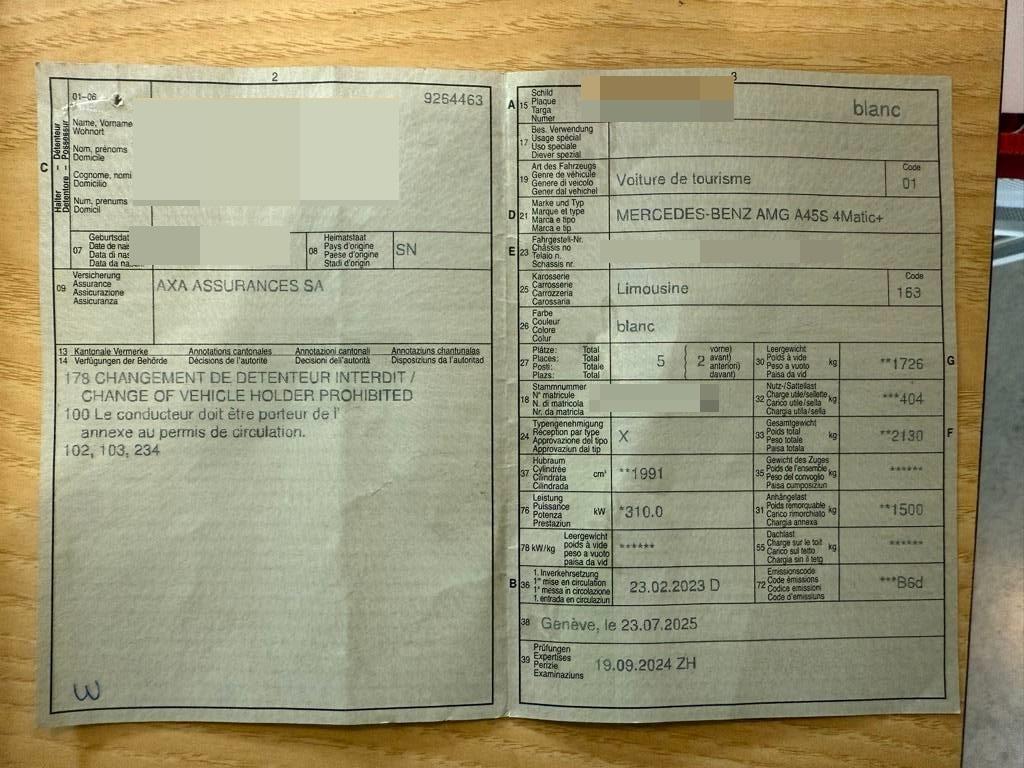 2
01-06
9264463
C
Halter – Détenteur
Detentore – Possessur
Name, Vorname
Wohnort
Nom, prénoms
Domicile
Cognome, nomi
Domicilio
Num, prenums
Domicil
07
Geburtsdat
Date de nai
Data di nas
Data da na
08
Heimatstaat
Pays d'origine
Paese d'origine
Stadi d'origin
SN
09
Versicherung
Assurance
Assicurazione
Assicuranza
AXA ASSURANCES SA
13 Kantonale Vermerke Annotations cantonales Annotazioni cantonali Annotaziuns chantunalas
14 Verfügungen der Behörde Décisions de l'autorité Decisioni dell'autorità Disposiziuns da l'autoritad
178 CHANGEMENT DE DETENTEUR INTERDIT /
CHANGE OF VEHICLE HOLDER PROHIBITED
100 Le conducteur doit être porteur de l'
annexe au permis de circulation.
102, 103, 234
W
3
A
15
Schild
Plaque
Targa
Numer
blanc
17
Bes. Verwendung
Usage spécial
Uso speciale
Diever spezial
19
Art des Fahrzeugs
Genre de véhicule
Genere di veicolo
Gener dal vehichel
Voiture de tourisme
Code
01
D
21
Marke und Typ
Marque et type
Marca e tipo
Marca e tip
MERCEDES-BENZ AMG A45S 4Matic+
E
23
Fahrgestell-Nr.
Châssis no
Telaio n.
Schassis nr.
25
Karosserie
Carrosserie
Carrozzeria
Carossaria
Limousine
Code
163
26
Farbe
Couleur
Colore
Colur
blanc
27
Plätze: Total
Places: Total
Posti: Totale
Plazs: Total
5
2
vorne)
avant)
anteriori)
davant)
30
Leergewicht
Poids à vide
Peso a vuoto
Paisa da vid
kg
**1726
G
18
Stammnummer
N° matricule
N. di matricola
Nr. da matricla
32
Nutz-/Sattellast
Charge utile/sellette
Carico utile/sella
Chargia utila/sella
kg
***404
24
Typengenehmigung
Réception par type
Approvazione del tipo
Approvaziun dal tip
X
33
Gesamtgewicht
Poids total
Peso totale
Paisa totala
kg
**2130
F
37
Hubraum
Cylindrée
Cilindrata
Cilindrada
cm³
**1991
35
Gewicht des Zuges
Poids de l'ensemble
Peso del convoglio
Paisa cumposiziun
kg
******
76
Leistung
Puissance
Potenza
Prestaziun
kW
*310.0
31
Anhängelast
Poids remorquable
Carico rimorchiato
Chargia annexa
kg
**1500
78 kW/kg
Leergewicht
poids à vide
peso a vuoto
paisa da vid
******
55
Dachlast
Charge sur le toit
Carico sul tetto
Chargia sin il tetg
kg
******
B
36
1. Inverkehrsetzung
1re mise en circulation
1a messa in circolazione
1. entrada en circulaziun
23.02.2023 D
72
Emissionscode
Code émissions
Codice emissioni
Code d'emissiuns
***B6d
38
Genève, le 23.07.2025
39
Prüfungen
Expertises
Perizie
Examinaziuns
19.09.2024 ZH